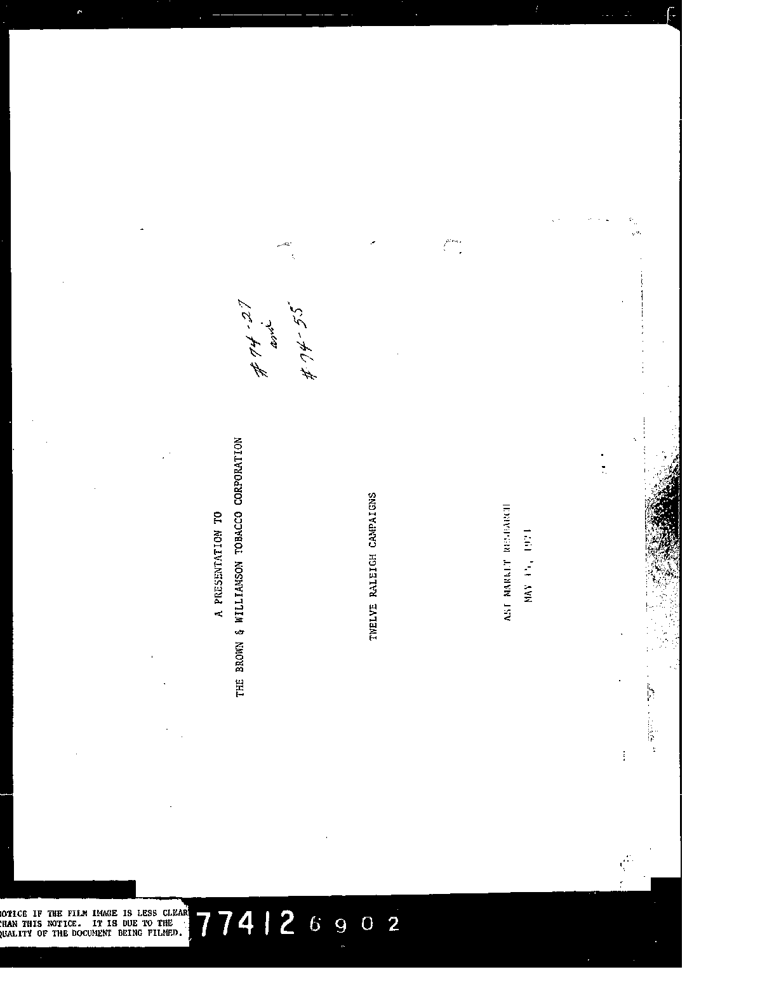 # 74-27
and
# 74-55
A PRESENTATION TO
THE BROWN & WILLIAMSON TOBACCO CORPORATION
TWELVE RALEIGH CAMPAIGNS
ASI MARKET RESEARCH
MAY
NOTICE IF THE FILM IMAGE IS LESS CLEAR
THAN THIS NOTICE. IT IS DUE TO THE
QUALITY OF THE DOCUMENT BEING FILMED.
774126902